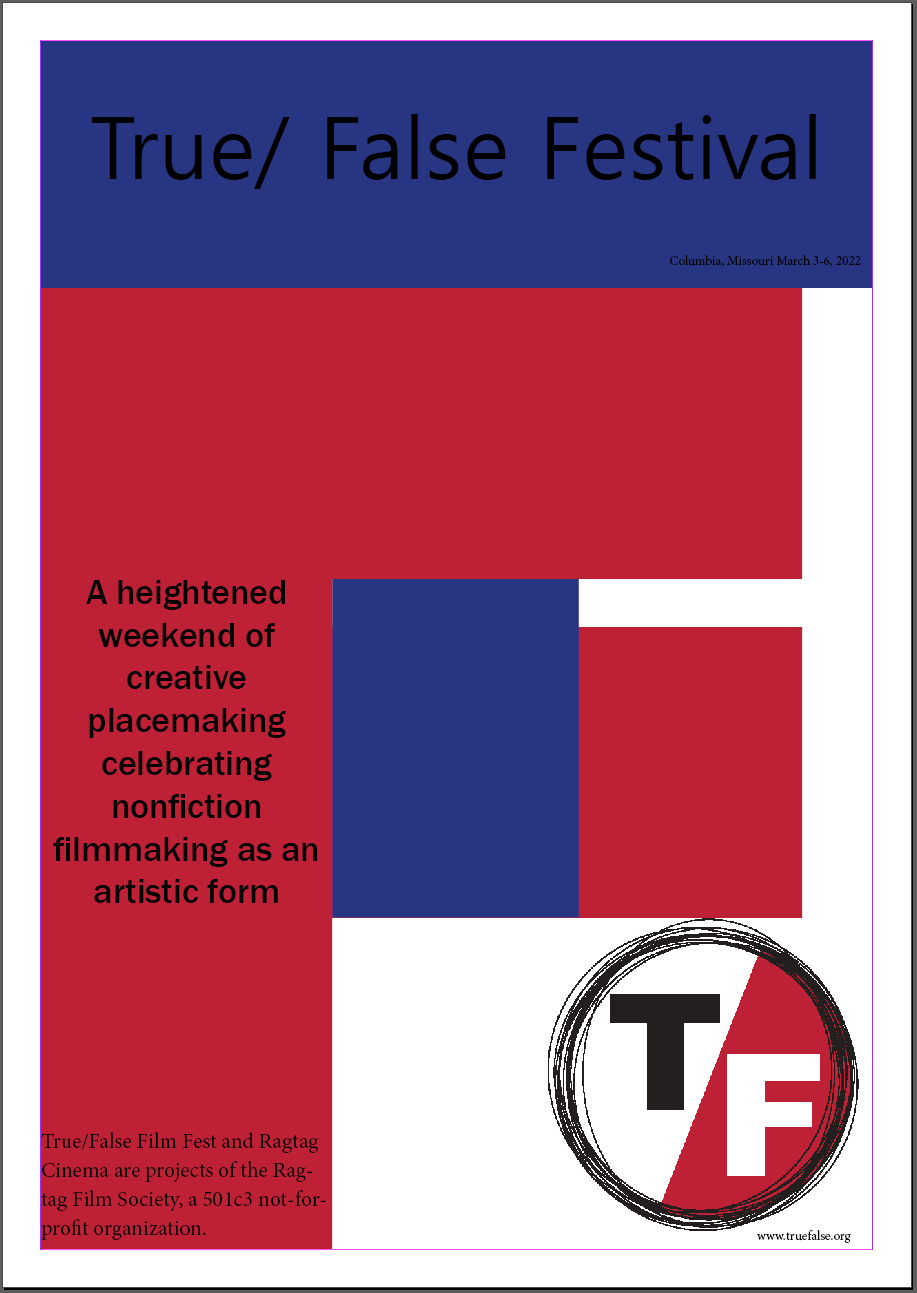 True/ False Festival
Columbia, Missouri March 3-6, 2022
A heightened
weekend of
creative
placemaking
celebrating
nonfiction
filmmaking as an
artistic form
T
F
True/False Film Fest and Ragtag
Cinema are projects of the Rag-
tag Film Society, a 501c3 not-for-
profit organization.
www.truefalse.org